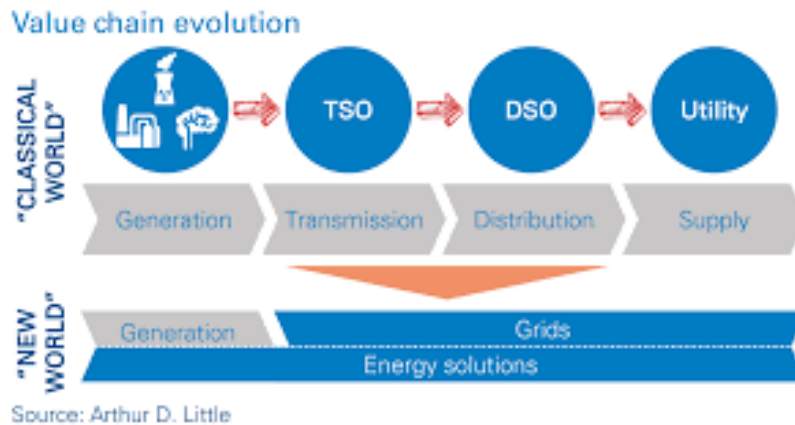 Value chain evolution
"CLASSICAL
WORLD"
TSO
DSO
Utility
Generation
Transmission
Distribution
Supply
"NEW
WORLD"
Generation
Grids
Energy solutions
Source: Arthur D. Little